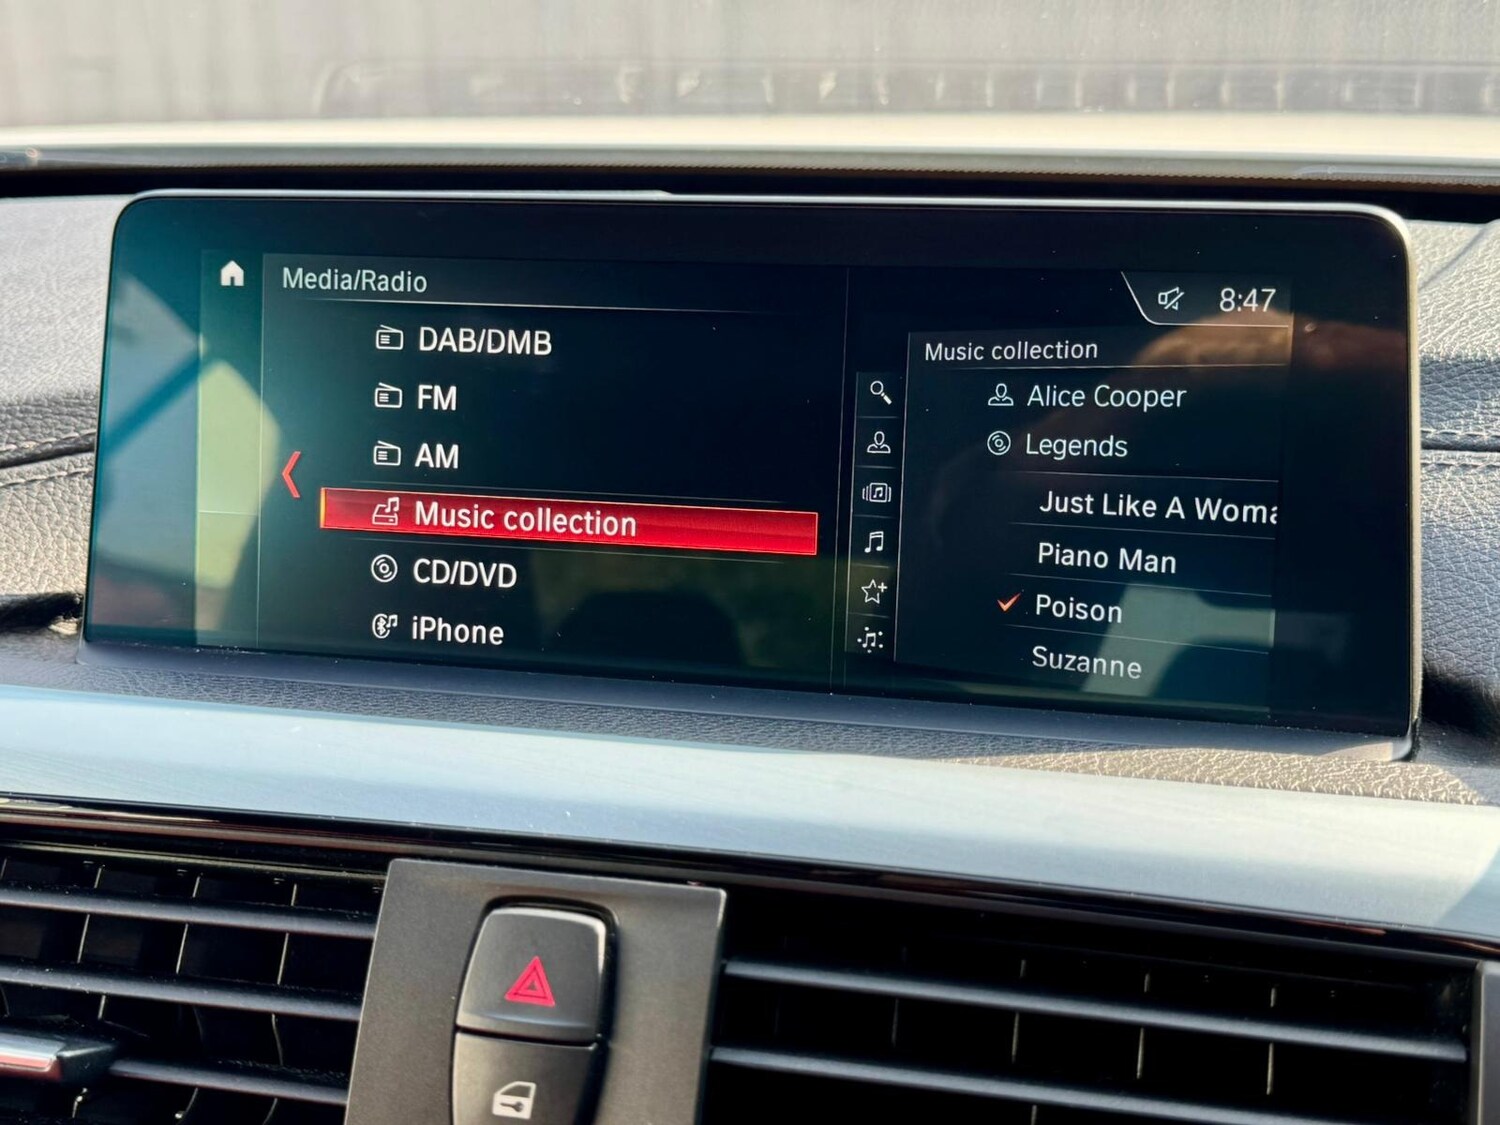 Media/Radio
DAB/DMB
FM
AM
Music collection
CD/DVD
iPhone
8:47
Music collection
Alice Cooper
Legends
Just Like A Woma
Piano Man
Poison
Suzanne